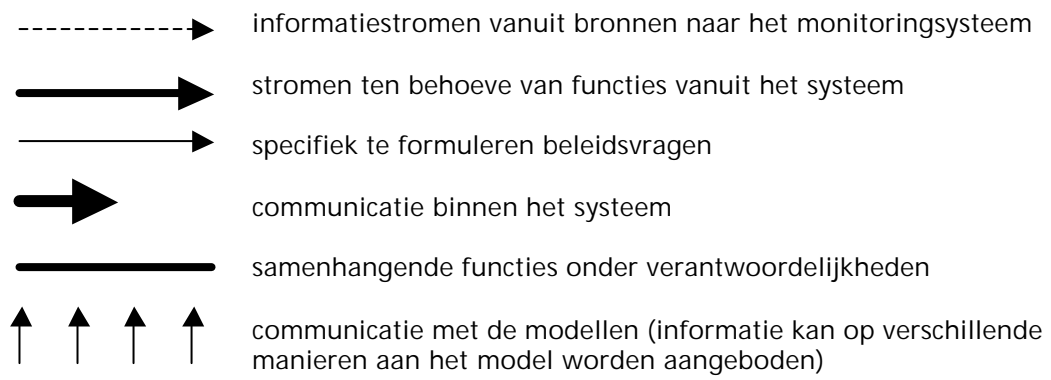 informatiestromen vanuit bronnen naar het monitoringsysteem
stromen ten behoeve van functies vanuit het systeem
specifiek te formuleren beleidsvragen
communicatie binnen het systeem
samenhangende functies onder verantwoordelijkheden
communicatie met de modellen (informatie kan op verschillende
manieren aan het model worden aangeboden)